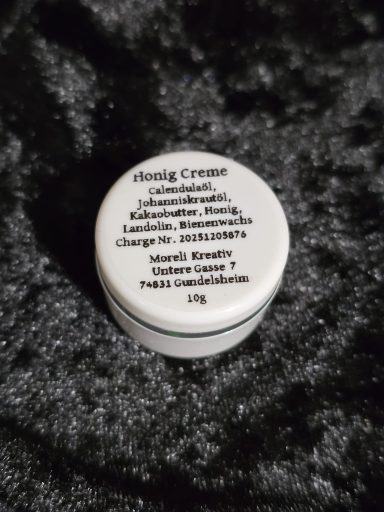 Honig Creme
Calendulaöl,
Johanniskrautöl,
Kakaobutter, Honig,
Landolin, Bienenwachs
Charge Nr. 20251205876
Moreli Kreativ
Untere Gasse 7
74831 Gundelsheim
10g